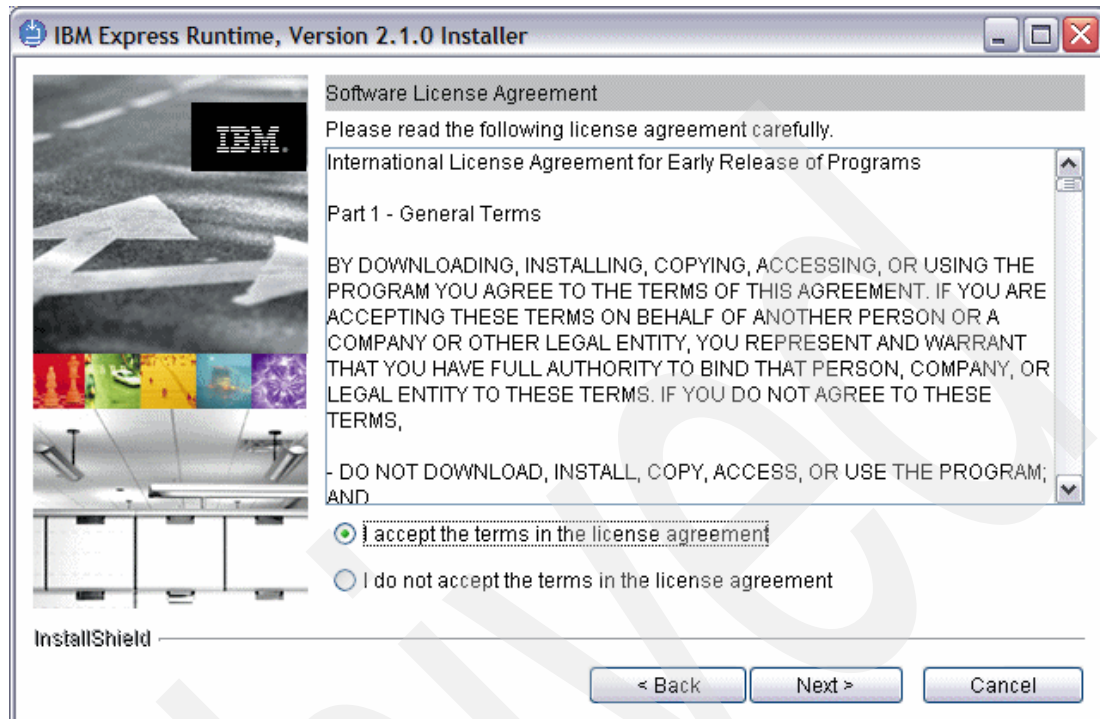 IBM Express Runtime, Version 2.1.0 Installer
IBM.
Software License Agreement
Please read the following license agreement carefully.
International License Agreement for Early Release of Programs
Part 1 - General Terms
BY DOWNLOADING, INSTALLING, COPYING, ACCESSING, OR USING THE
PROGRAM YOU AGREE TO THE TERMS OF THIS AGREEMENT. IF YOU ARE
ACCEPTING THESE TERMS ON BEHALF OF ANOTHER PERSON OR A
COMPANY OR OTHER LEGAL ENTITY, YOU REPRESENT AND WARRANT
THAT YOU HAVE FULL AUTHORITY TO BIND THAT PERSON, COMPANY, OR
LEGAL ENTITY TO THESE TERMS. IF YOU DO NOT AGREE TO THESE
TERMS,
- DO NOT DOWNLOAD, INSTALL, COPY, ACCESS, OR USE THE PROGRAM;
AND
I accept the terms in the license agreement
I do not accept the terms in the license agreement
InstallShield
< Back
Next >
Cancel